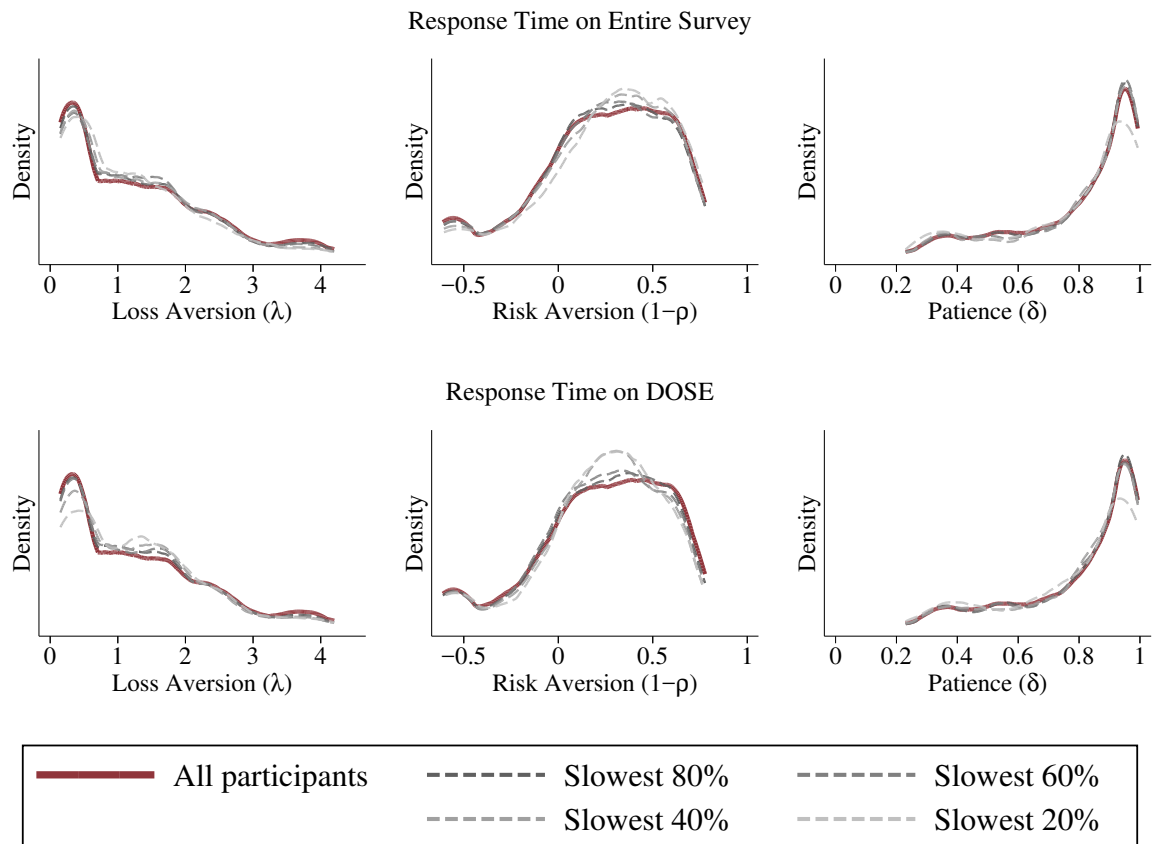 Response Time on Entire Survey
Density
Density
Density
0 1 2 3 4
−0.5 0 0.5 1
0 0.2 0.4 0.6 0.8 1
Loss Aversion (λ)
Risk Aversion (1−ρ)
Patience (δ)
Response Time on DOSE
Density
Density
Density
0 1 2 3 4
−0.5 0 0.5 1
0 0.2 0.4 0.6 0.8 1
Loss Aversion (λ)
Risk Aversion (1−ρ)
Patience (δ)
All participants
Slowest 80%
Slowest 60%
Slowest 40%
Slowest 20%